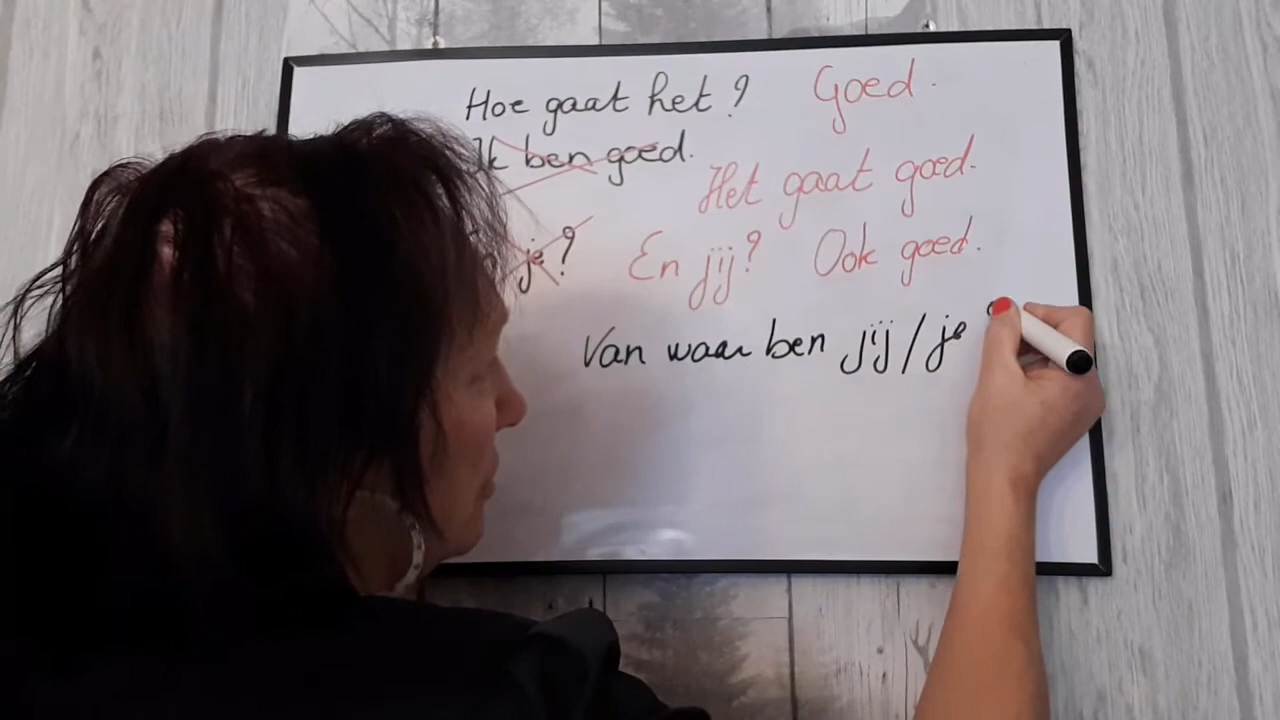 Hoe gaat het? Goed.
Ik ben goed.
Het gaat goed.
je? En jij? Ook goed.
Van waar ben jij/je